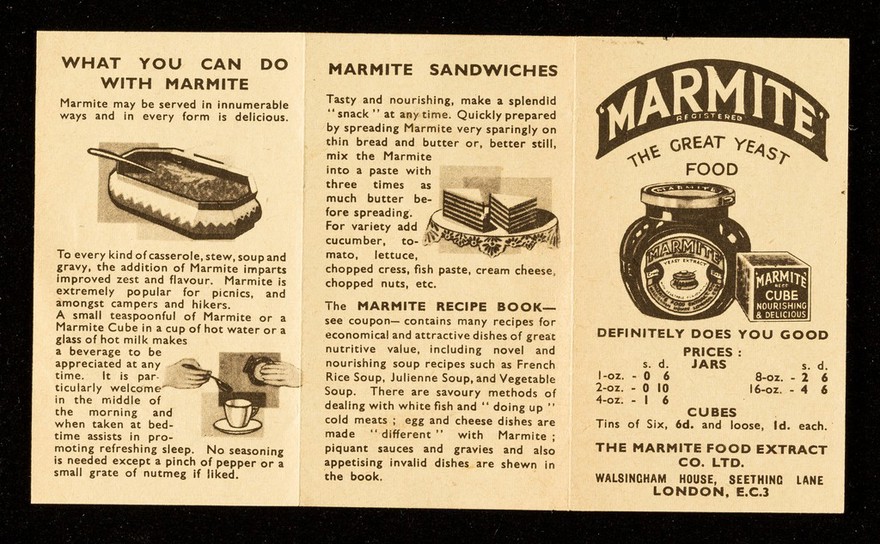 WHAT YOU CAN DO
WITH MARMITE
Marmite may be served in innumerable
ways and in every form is delicious.
To every kind of casserole, stew, soup and
gravy, the addition of Marmite imparts
improved zest and flavour. Marmite is
extremely popular for picnics, and
amongst campers and hikers.
A small teaspoonful of Marmite or a
Marmite Cube in a cup of hot water or a
glass of hot milk makes
a beverage to be
appreciated at any
time. It is par-
ticularly welcome
in the middle of
the morning and
when taken at bed-
time assists in pro-
moting refreshing sleep. No seasoning
is needed except a pinch of pepper or a
small grate of nutmeg if liked.
MARMITE SANDWICHES
Tasty and nourishing, make a splendid
"snack" at any time. Quickly prepared
by spreading Marmite very sparingly on
thin bread and butter or, better still,
mix the Marmite
into a paste with
three times as
much butter be-
fore spreading.
For variety add
cucumber, to-
mato, lettuce,
chopped cress, fish paste, cream cheese,
chopped nuts, etc.
The MARMITE RECIPE BOOK—
see coupon—contains many recipes for
economical and attractive dishes of great
nutritive value, including novel and
nourishing soup recipes such as French
Rice Soup, Julienne Soup, and Vegetable
Soup. There are savoury methods of
dealing with white fish and "doing up"
cold meats; egg and cheese dishes are
made "different" with Marmite;
piquant sauces and gravies and also
appetising invalid dishes are shewn in
the book.
'MARMITE'
REGISTERED
THE GREAT YEAST
FOOD
MARMITE
MARMITE
YEAST EXTRACT
MARMITE
CUBE
NOURISHING
& DELICIOUS
DEFINITELY DOES YOU GOOD
PRICES:
JARS
s. d. s. d.
1-oz. - 0 6 8-oz. - 2 6
2-oz. - 0 10 16-oz. - 4 6
4-oz. - 1 6
CUBES
Tins of Six, 6d. and loose, 1d. each.
THE MARMITE FOOD EXTRACT
CO. LTD.
WALSINGHAM HOUSE, SEETHING LANE
LONDON, E.C.3